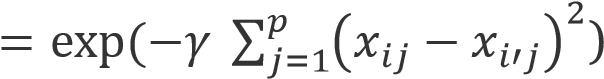 = exp(−γ ∑_{j=1}^{p} (x_{ij} − x_{i′j})^2)